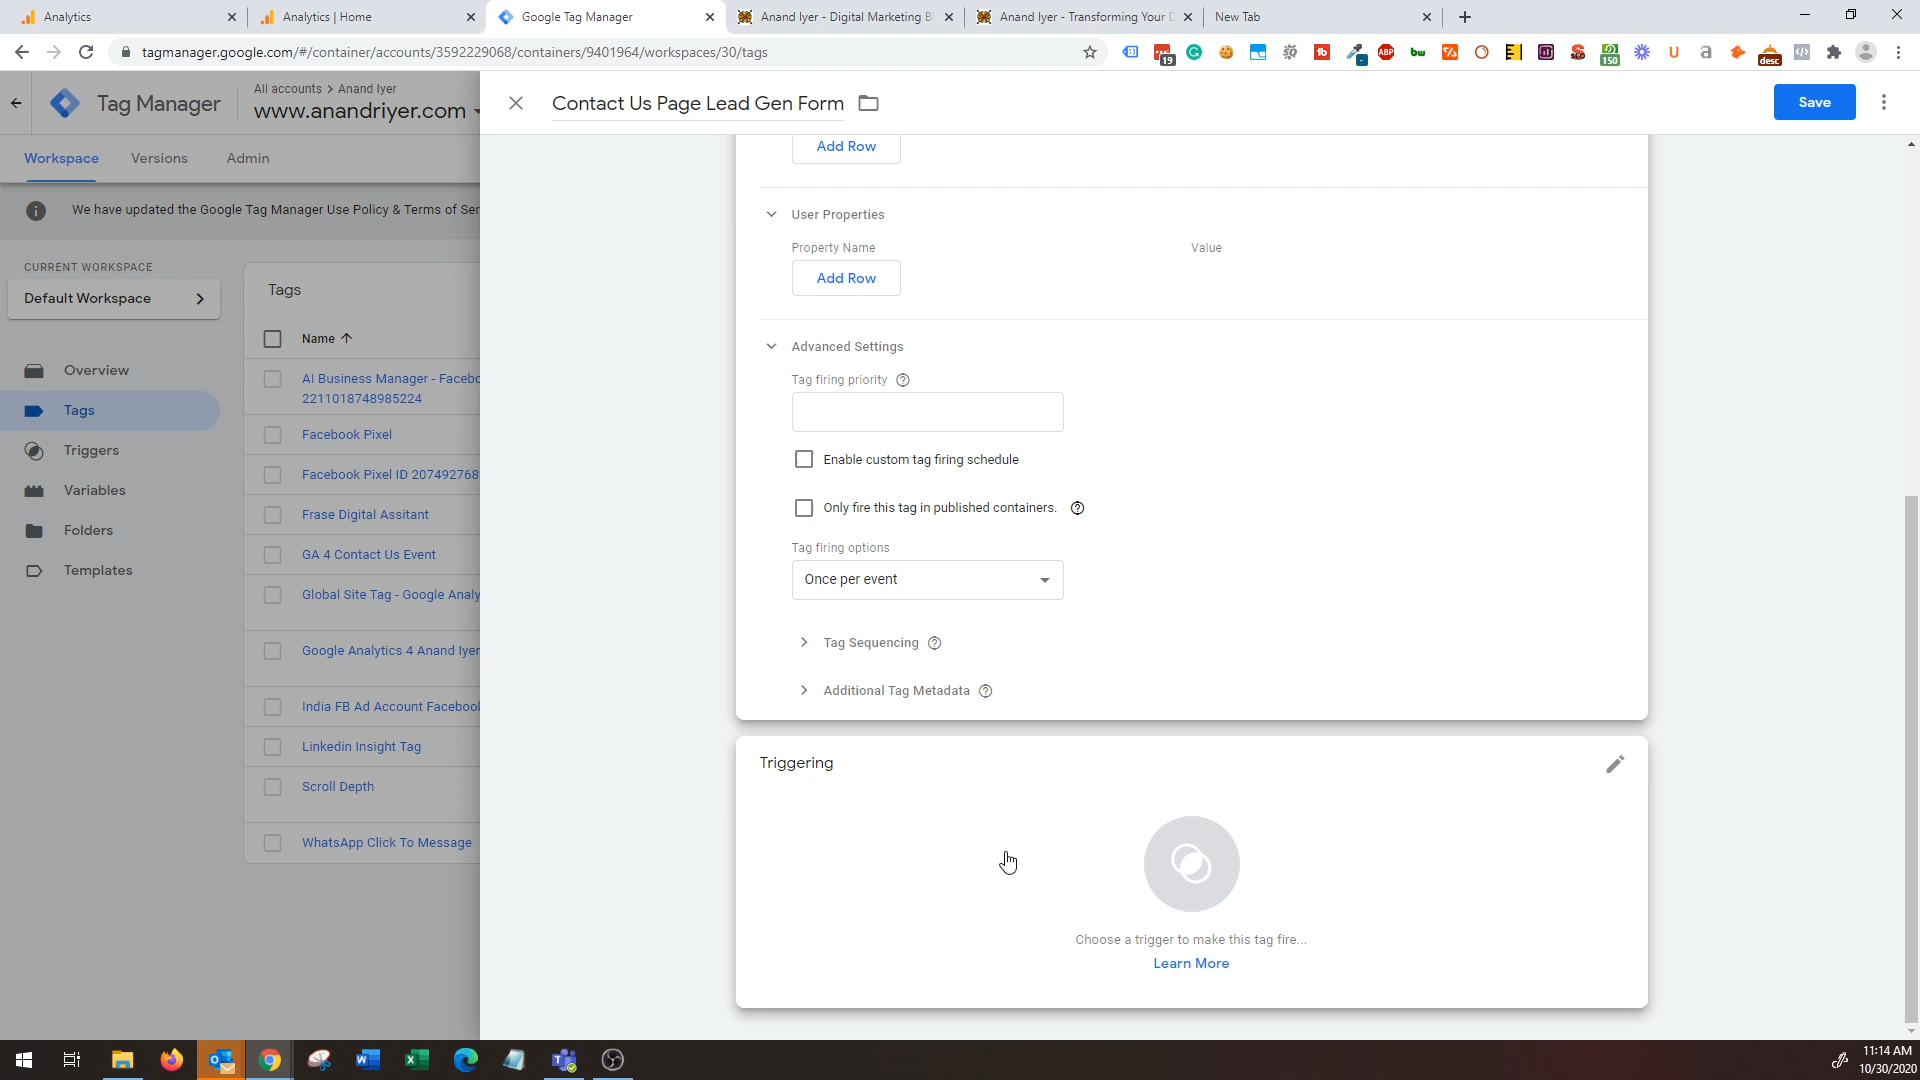 Analytics
Analytics | Home
Google Tag Manager
Anand Iyer - Digital Marketing B
Anand Iyer - Transforming Your D
New Tab
tagmanager.google.com/#/container/accounts/3592229068/containers/9401964/workspaces/30/tags
Tag Manager
All accounts > Anand Iyer
www.anandriyer.com
Contact Us Page Lead Gen Form
Save
Workspace
Versions
Admin
We have updated the Google Tag Manager Use Policy & Terms of Ser
CURRENT WORKSPACE
Default Workspace
Overview
Tags
Triggers
Variables
Folders
Templates
Tags
Name
AI Business Manager - Facebo
2211018748985224
Facebook Pixel
Facebook Pixel ID 207492768
Frase Digital Assitant
GA 4 Contact Us Event
Global Site Tag - Google Analy
Google Analytics 4 Anand Iyer
India FB Ad Account Facebook
Linkedin Insight Tag
Scroll Depth
WhatsApp Click To Message
Add Row
User Properties
Property Name
Value
Add Row
Advanced Settings
Tag firing priority
Enable custom tag firing schedule
Only fire this tag in published containers.
Tag firing options
Once per event
Tag Sequencing
Additional Tag Metadata
Triggering
Choose a trigger to make this tag fire...
Learn More
11:14 AM
10/30/2020